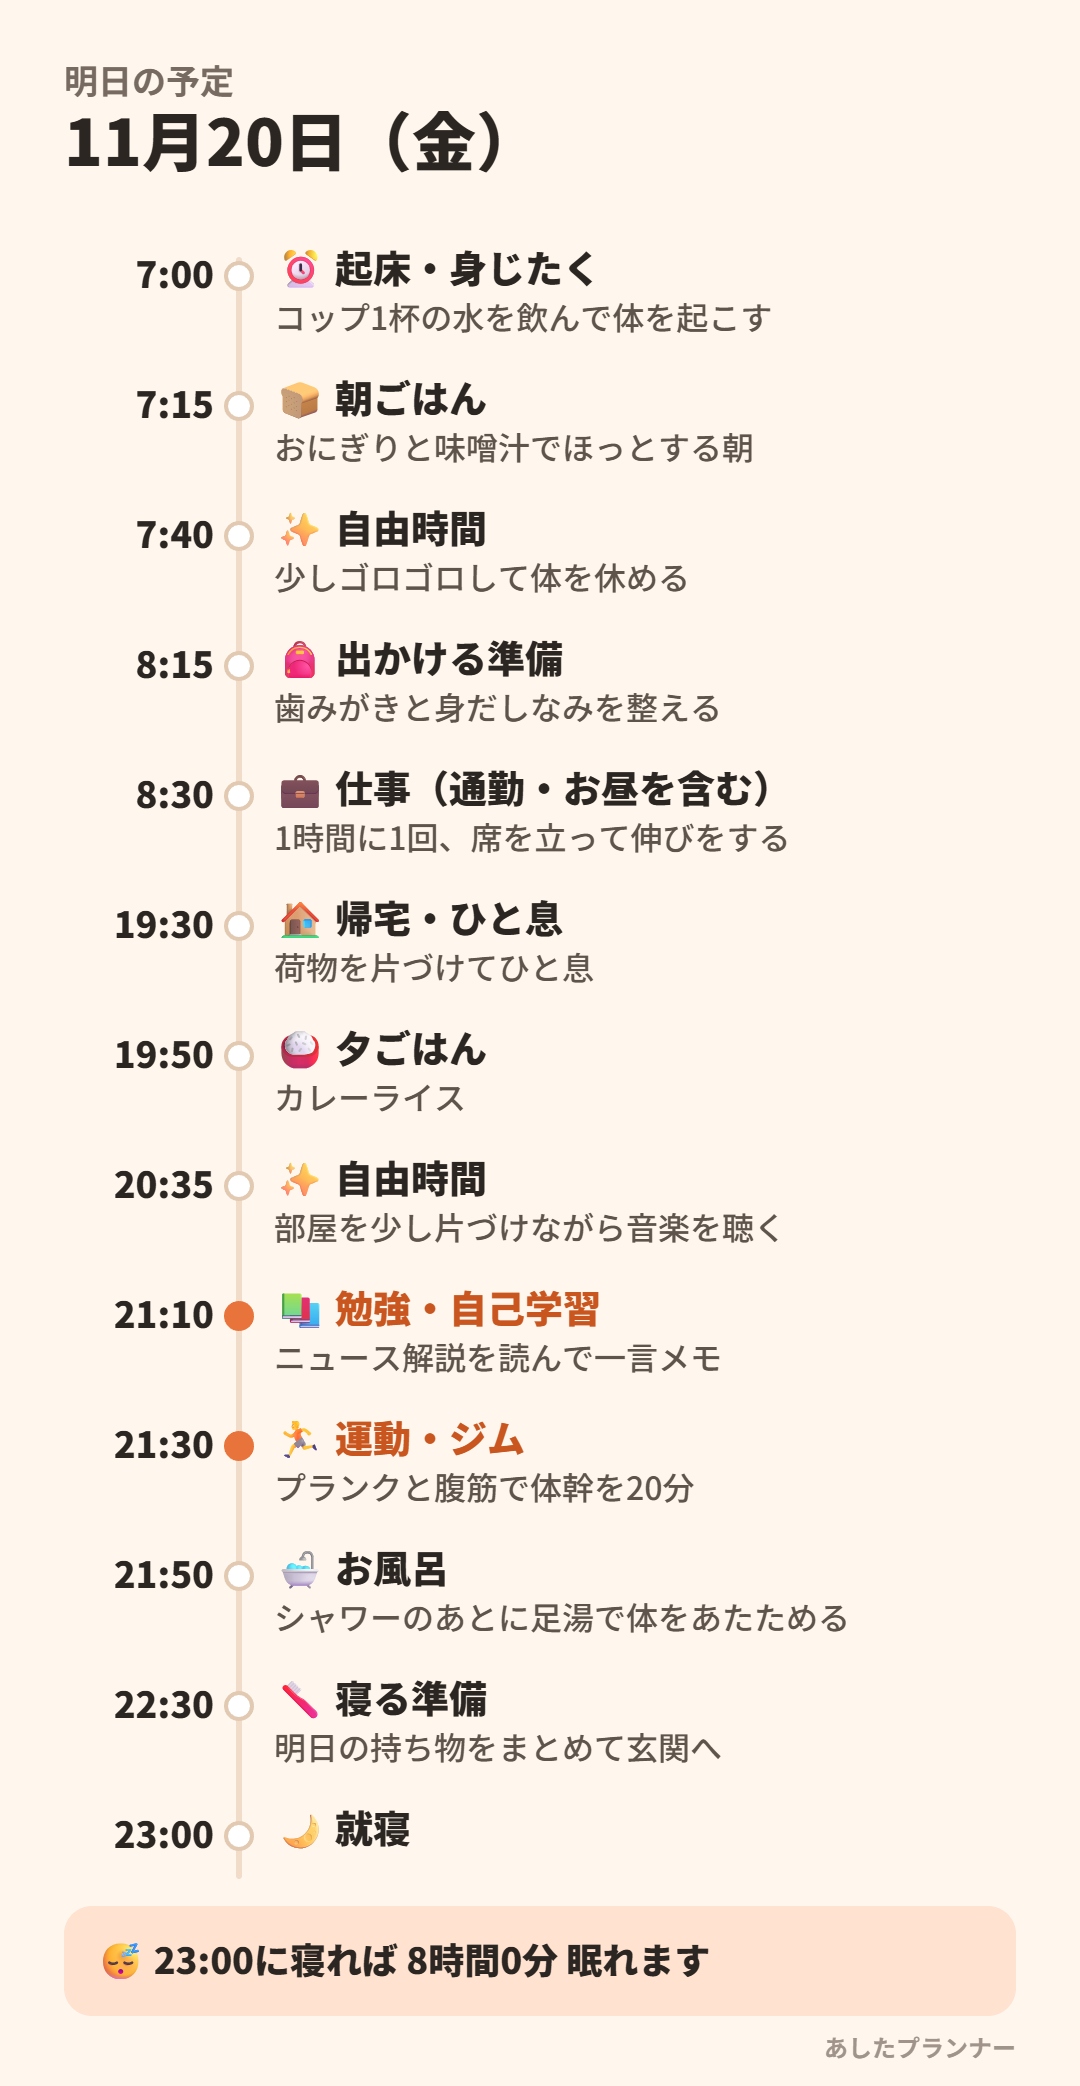 明日の予定
11月20日（金）
7:00 起床・身じたく
コップ1杯の水を飲んで体を起こす
7:15 朝ごはん
おにぎりと味噌汁でほっとする朝
7:40 自由時間
少しゴロゴロして体を休める
8:15 出かける準備
歯みがきと身だしなみを整える
8:30 仕事（通勤・お昼を含む）
1時間に1回、席を立って伸びをする
19:30 帰宅・ひと息
荷物を片づけてひと息
19:50 夕ごはん
カレーライス
20:35 自由時間
部屋を少し片づけながら音楽を聴く
21:10 勉強・自己学習
ニュース解説を読んで一言メモ
21:30 運動・ジム
プランクと腹筋で体幹を20分
21:50 お風呂
シャワーのあとに足湯で体をあたためる
22:30 寝る準備
明日の持ち物をまとめて玄関へ
23:00 就寝
23:00に寝れば 8時間0分 眠れます
あしたプランナー